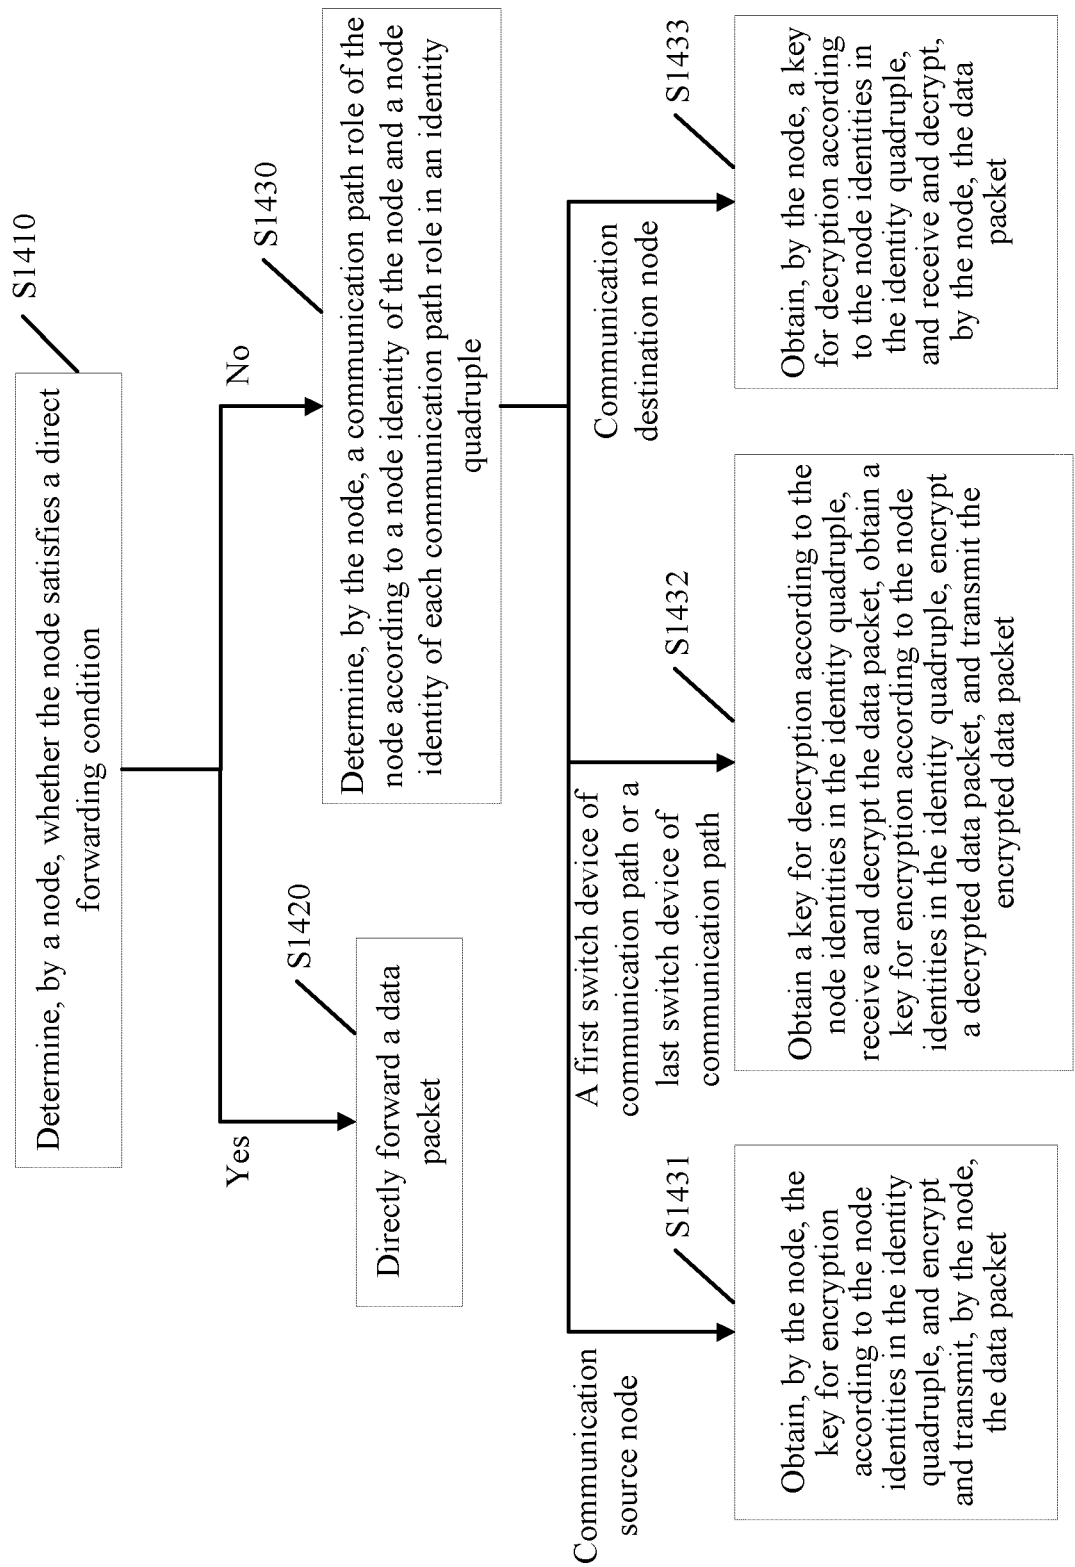 S1410
Determine, by a node, whether the node satisfies a direct
forwarding condition
Yes
No
S1420
Directly forward a data
packet
S1430
Determine, by the node, a communication path role of the
node according to a node identity of the node and a node
identity of each communication path role in an identity
quadruple
Communication
source node
A first switch device of
communication path or a
last switch device of
communication path
Communication
destination node
S1431
Obtain, by the node, the
key for encryption
according to the node
identities in the identity
quadruple, and encrypt
and transmit, by the node,
the data packet
S1432
Obtain a key for decryption according to the
node identities in the identity quadruple,
receive and decrypt the data packet, obtain a
key for encryption according to the node
identities in the identity quadruple, encrypt
a decrypted data packet, and transmit the
encrypted data packet
S1433
Obtain, by the node, a key
for decryption according
to the node identities in
the identity quadruple,
and receive and decrypt,
by the node, the data
packet